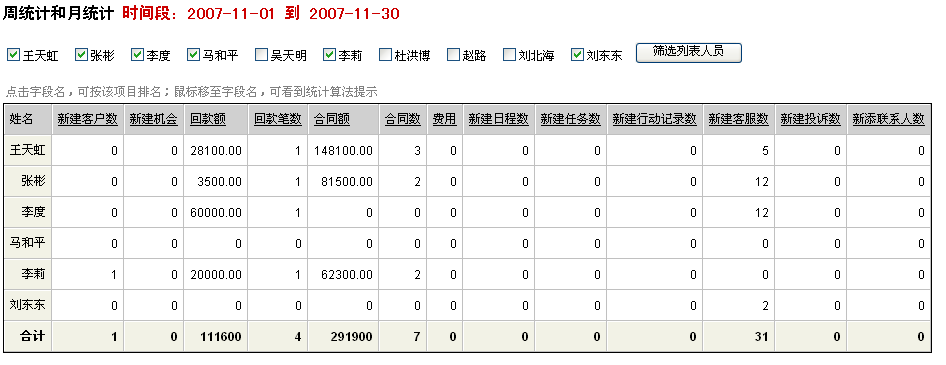 周统计和月统计 时间段：2007-11-01 到 2007-11-30
王天虹 张彬 李度 马和平 吴天明 李莉 杜洪博 赵路 刘北海 刘东东 筛选列表人员
点击字段名，可按该项目排名；鼠标移至字段名，可看到统计算法提示
姓名 新建客户数 新建机会 回款额 回款笔数 合同额 合同数 费用 新建日程数 新建任务数 新建行动记录数 新建客服数 新建投诉数 新添联系人数
王天虹 0 0 28100.00 1 148100.00 3 0 0 0 0 5 0 0
张彬 0 0 3500.00 1 81500.00 2 0 0 0 0 12 0 0
李度 0 0 60000.00 1 0 0 0 0 0 0 12 0 0
马和平 0 0 0 0 0 0 0 0 0 0 0 0 0
李莉 1 0 20000.00 1 62300.00 2 0 0 0 0 0 0 0
刘东东 0 0 0 0 0 0 0 0 0 0 2 0 0
合计 1 0 111600 4 291900 7 0 0 0 0 31 0 0